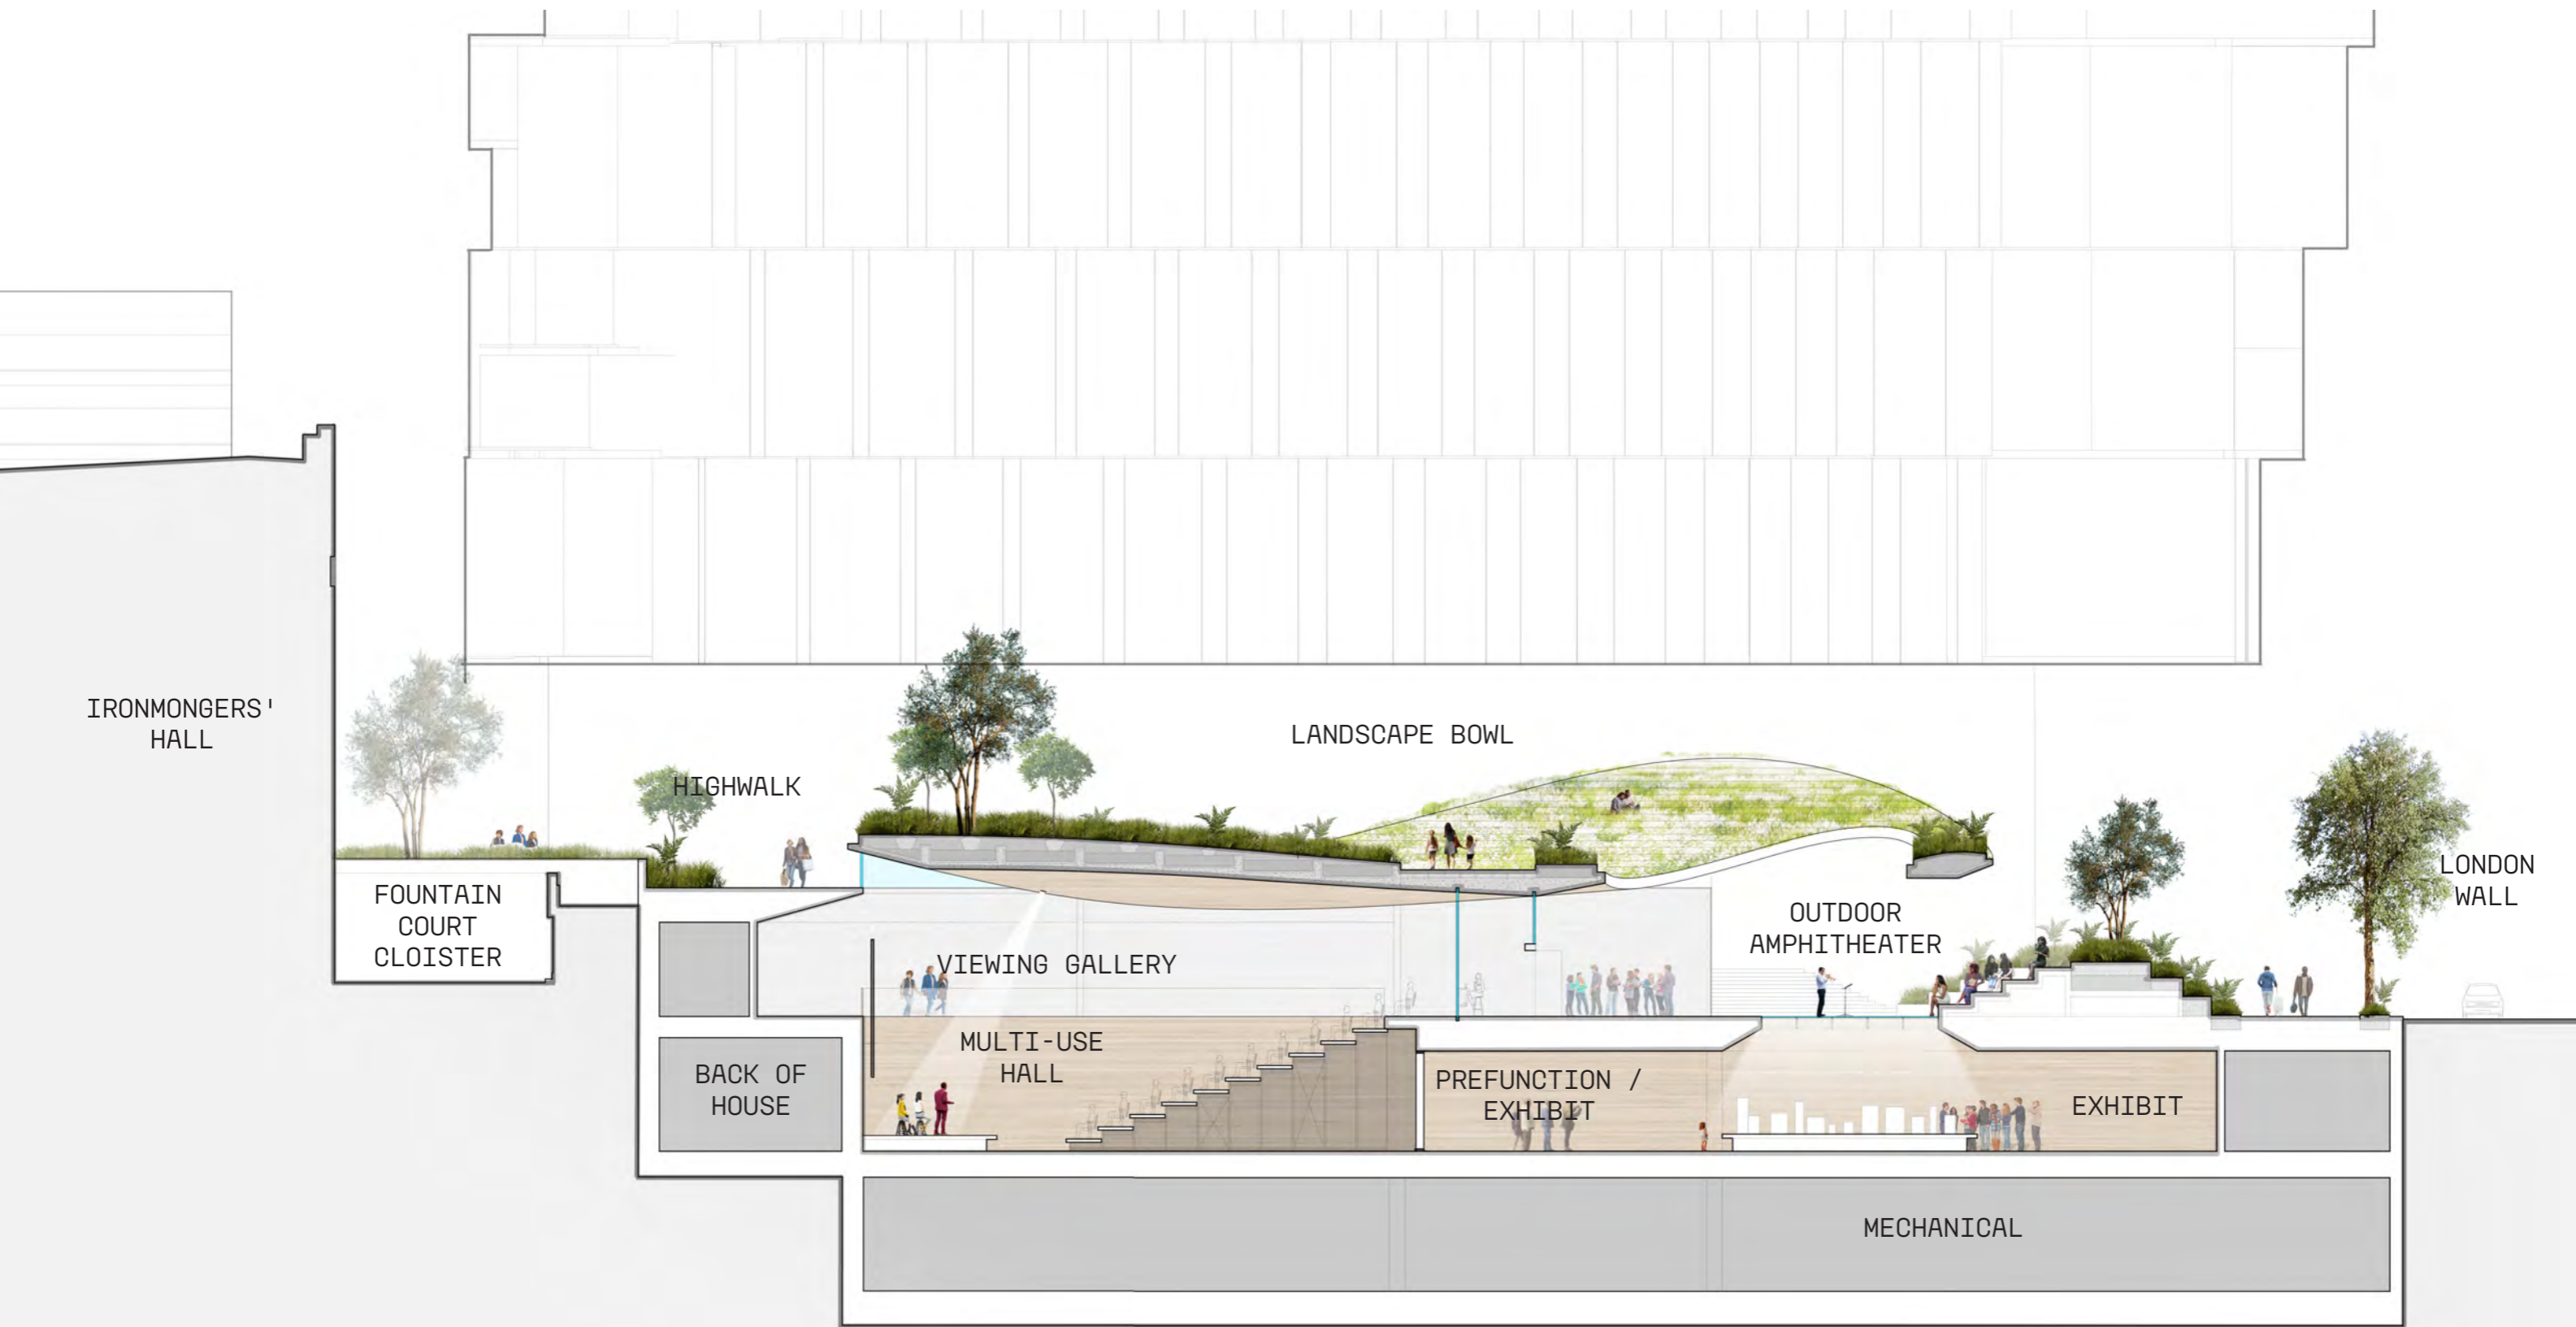 IRONMONGERS'
HALL
HIGHWALK
LANDSCAPE BOWL
FOUNTAIN
COURT
CLOISTER
VIEWING GALLERY
OUTDOOR
AMPHITHEATER
LONDON
WALL
BACK OF
HOUSE
MULTI-USE
HALL
PREFUNCTION /
EXHIBIT
EXHIBIT
MECHANICAL